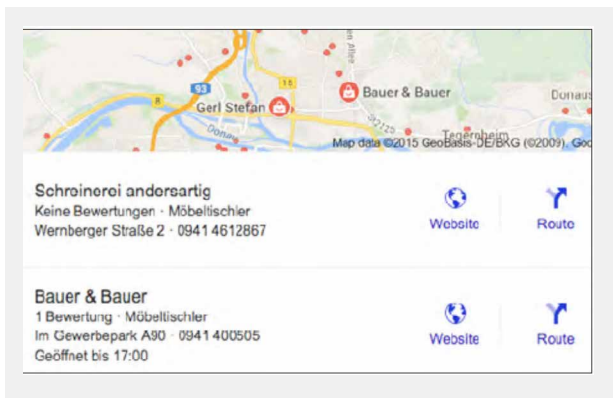 93
15
8
Allee
Bauer & Bauer
Gerl Stefan
Donau
Donau
Tegernheim
Map data ©2015 GeoBasis-DE/BKG (©2009), Goo
Schreinerei andersartig
Keine Bewertungen · Möbeltischler
Wernberger Straße 2 · 0941 4612867
Website
Route
Bauer & Bauer
1 Bewertung · Möbeltischler
Im Gewerbepark A90 · 0941 400505
Geöffnet bis 17:00
Website
Route